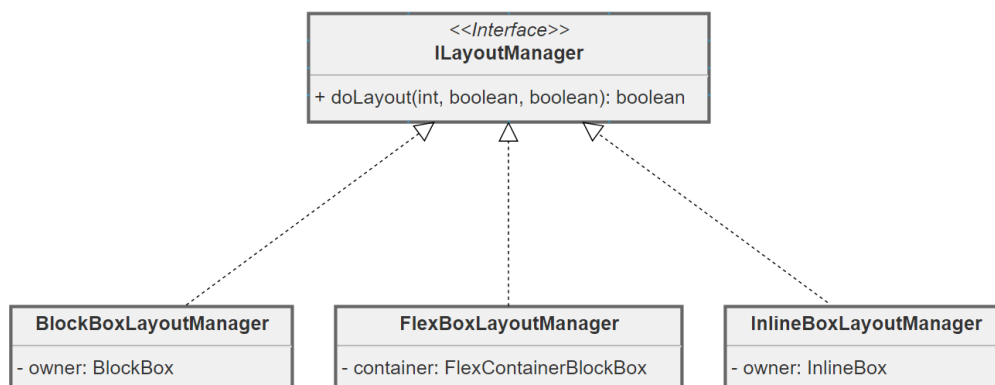 <<Interface>>
ILayoutManager
+ doLayout(int, boolean, boolean): boolean
BlockBoxLayoutManager
- owner: BlockBox
FlexBoxLayoutManager
- container: FlexContainerBlockBox
InlineBoxLayoutManager
- owner: InlineBox